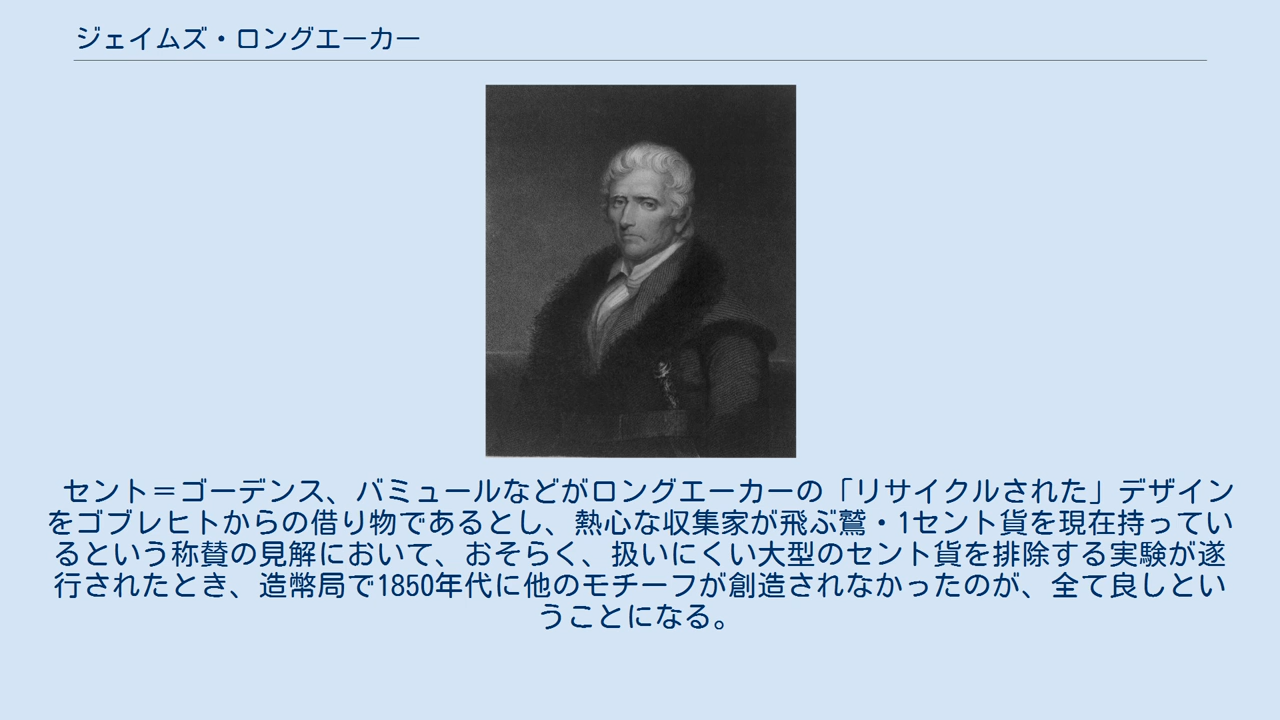 ジェイムズ・ロングエーカー
セント＝ゴーデンス、バミュールなどがロングエーカーの「リサイクルされた」デザイン
をゴブレヒトからの借り物であるとし、熱心な収集家が飛ぶ鷲・1セント貨を現在持ってい
るという称賛の見解において、おそらく、扱いにくい大型のセント貨を排除する実験が遂
行されたとき、造幣局で1850年代に他のモチーフが創造されなかったのが、全て良しとい
うことになる。